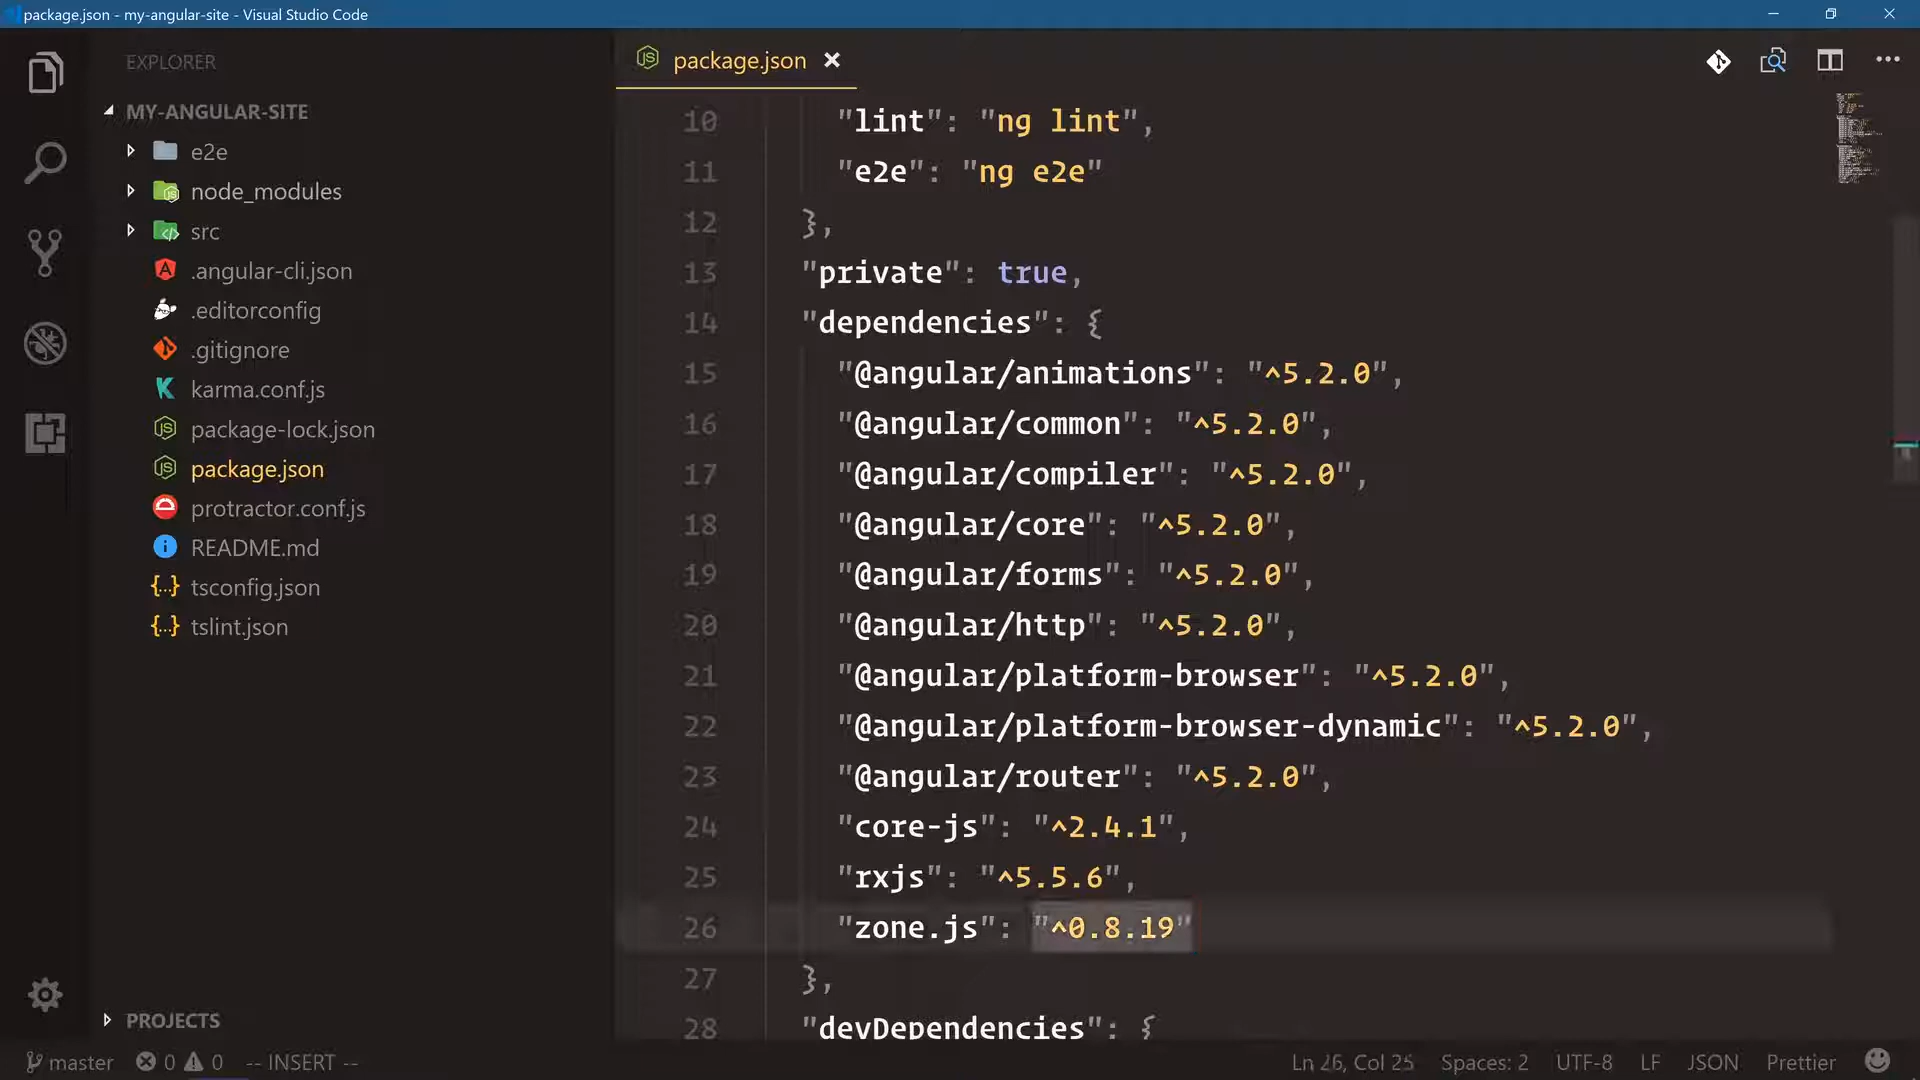 package.json - my-angular-site - Visual Studio Code
EXPLORER
MY-ANGULAR-SITE
e2e
node_modules
src
.angular-cli.json
.editorconfig
.gitignore
karma.conf.js
package-lock.json
package.json
protractor.conf.js
README.md
tsconfig.json
tslint.json
PROJECTS
package.json
10 "lint": "ng lint",
11 "e2e": "ng e2e"
12 },
13 "private": true,
14 "dependencies": {
15 "@angular/animations": "^5.2.0",
16 "@angular/common": "^5.2.0",
17 "@angular/compiler": "^5.2.0",
18 "@angular/core": "^5.2.0",
19 "@angular/forms": "^5.2.0",
20 "@angular/http": "^5.2.0",
21 "@angular/platform-browser": "^5.2.0",
22 "@angular/platform-browser-dynamic": "^5.2.0",
23 "@angular/router": "^5.2.0",
24 "core-js": "^2.4.1",
25 "rxjs": "^5.5.6",
26 "zone.js": "^0.8.19"
27 },
28 "devDependencies": {
master 0 0 -- INSERT -- Ln 26, Col 25 Spaces: 2 UTF-8 LF JSON Prettier